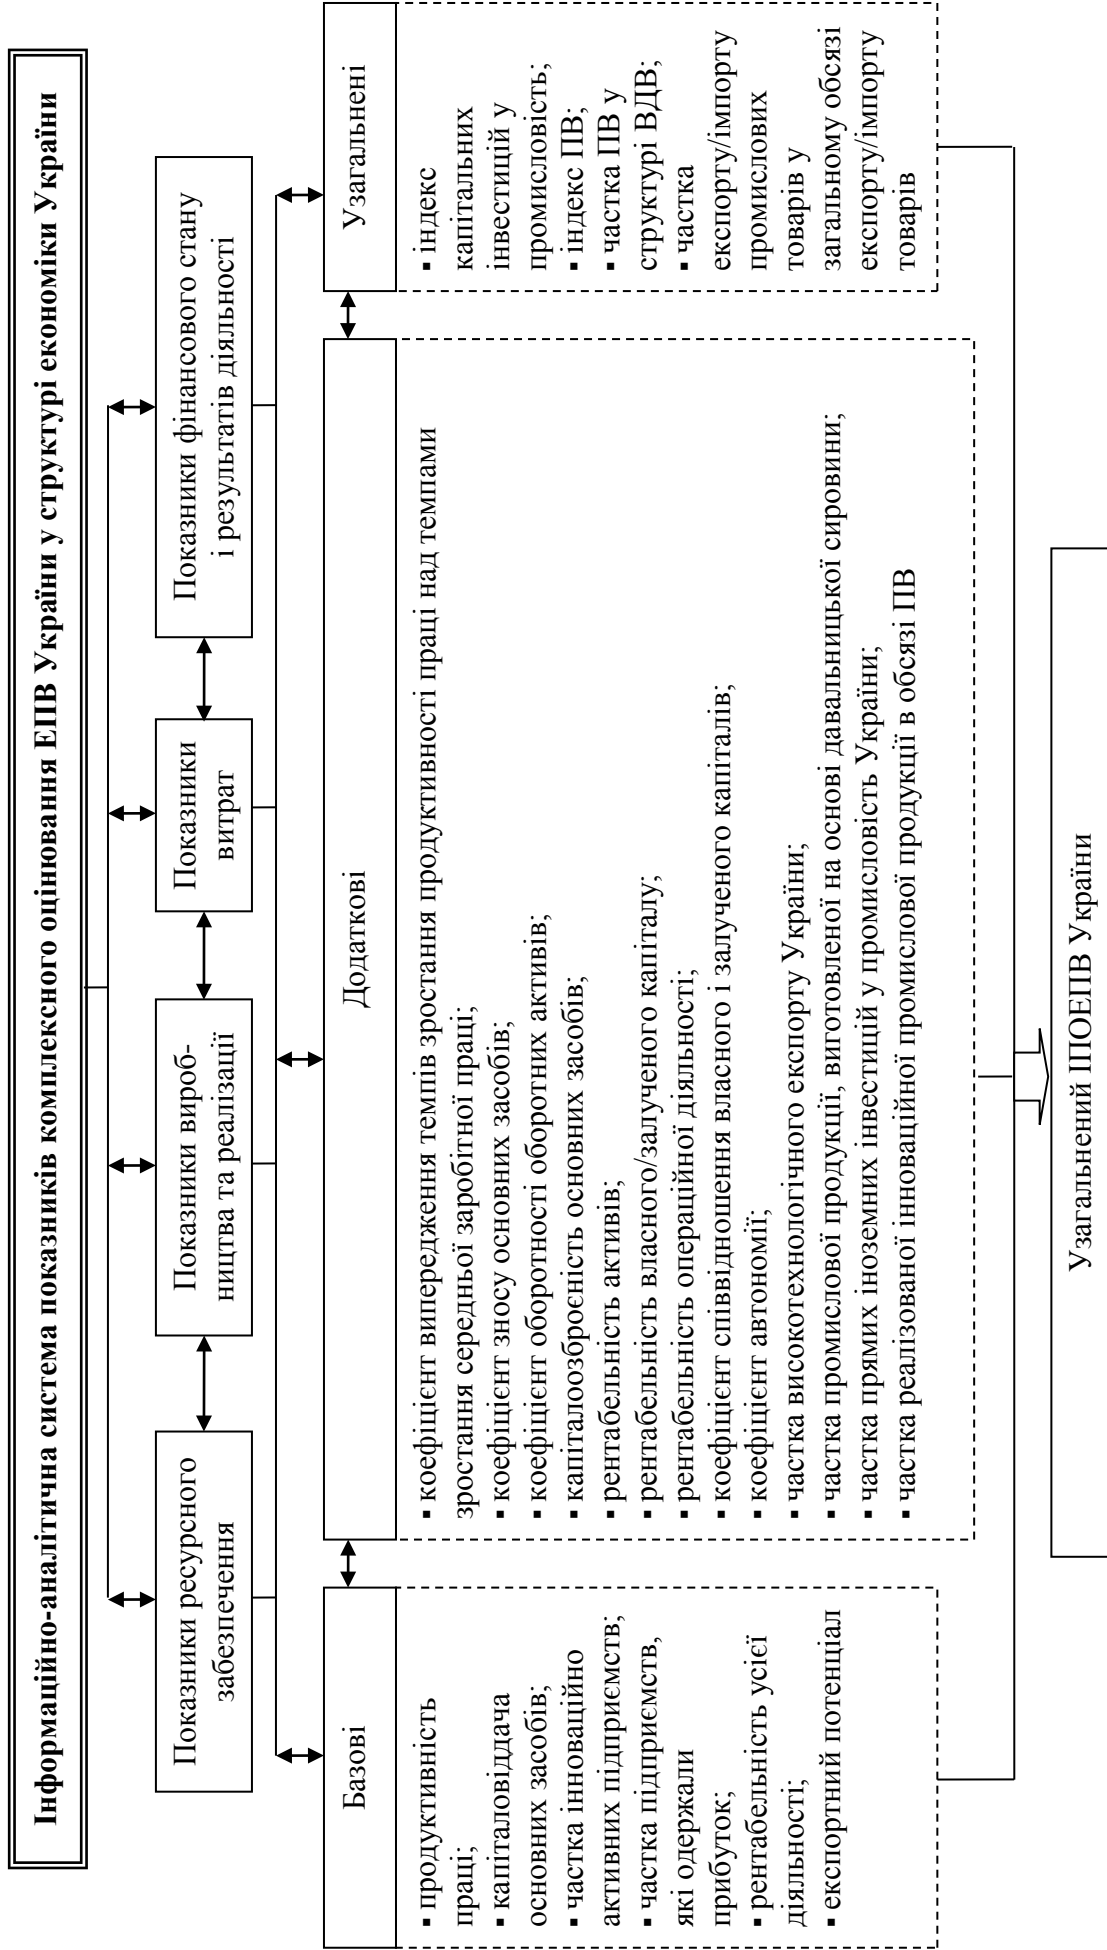 Інформаційно-аналітична система показників комплексного оцінювання ЕПВ України у структурі економіки України
Показники ресурсного
забезпечення
Показники вироб-
ництва та реалізації
Показники
витрат
Показники фінансового стану
і результатів діяльності
Базові
▪ продуктивність
праці;
▪ капіталовіддача
основних засобів;
▪ частка інноваційно
активних підприємств;
▪ частка підприємств,
які одержали
прибуток;
▪ рентабельність усієї
діяльності;
▪ експортний потенціал
Додаткові
▪ коефіцієнт випередження темпів зростання продуктивності праці над темпами
зростання середньої заробітної праці;
▪ коефіцієнт зносу основних засобів;
▪ коефіцієнт оборотності оборотних активів;
▪ капіталоозброєність основних засобів;
▪ рентабельність активів;
▪ рентабельність власного/залученого капіталу;
▪ рентабельність операційної діяльності;
▪ коефіцієнт співвідношення власного і залученого капіталів;
▪ коефіцієнт автономії;
▪ частка високотехнологічного експорту України;
▪ частка промислової продукції, виготовленої на основі давальницької сировини;
▪ частка прямих іноземних інвестицій у промисловість України;
▪ частка реалізованої інноваційної промислової продукції в обсязі ПВ
Узагальнені
▪ індекс
капітальних
інвестицій у
промисловість;
▪ індекс ПВ;
▪ частка ПВ у
структурі ВДВ;
▪ частка
експорту/імпорту
промислових
товарів у
загальному обсязі
експорту/імпорту
товарів
Узагальнений ІПОЕПВ України